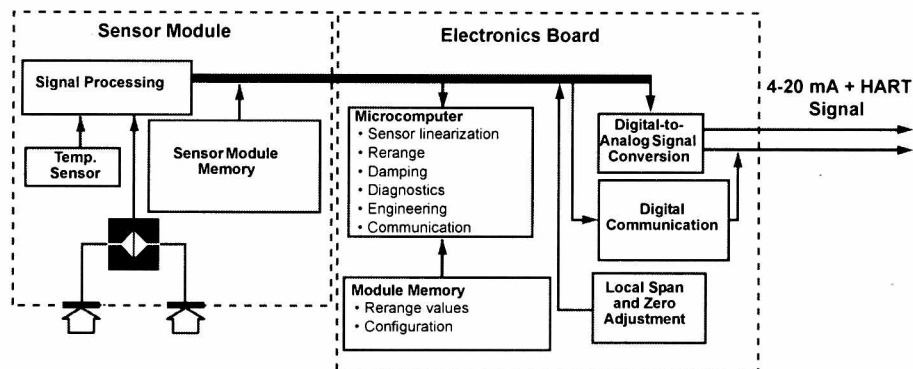 Sensor Module
Signal Processing
Temp.
Sensor
Sensor Module
Memory
Electronics Board
Microcomputer
• Sensor linearization
• Rerange
• Damping
• Diagnostics
• Engineering
• Communication
Module Memory
• Rerange values
• Configuration
Digital-to-
Analog Signal
Conversion
Digital
Communication
Local Span
and Zero
Adjustment
4-20 mA + HART
Signal